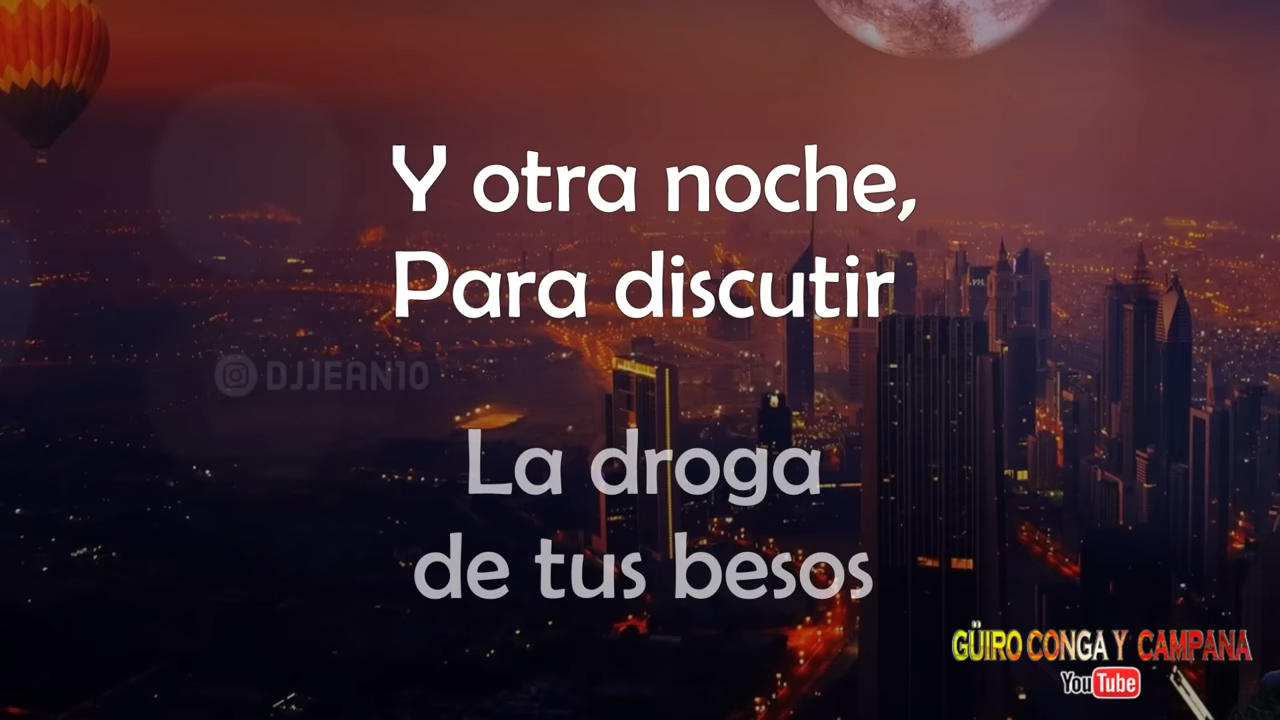 Y otra noche,
Para discutir
DJJEAN10
La droga
de tus besos
GÜIRO CONGA Y CAMPANA
YouTube